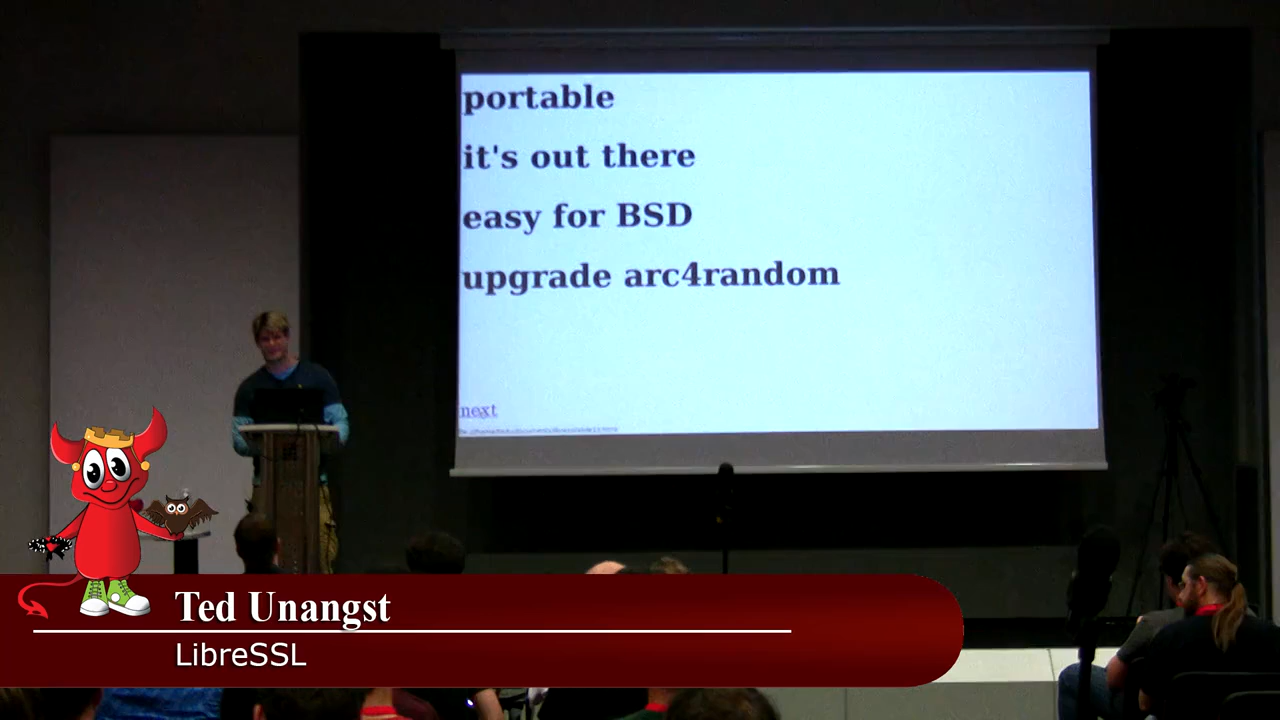 portable
it's out there
easy for BSD
upgrade arc4random
next
Ted Unangst
LibreSSL